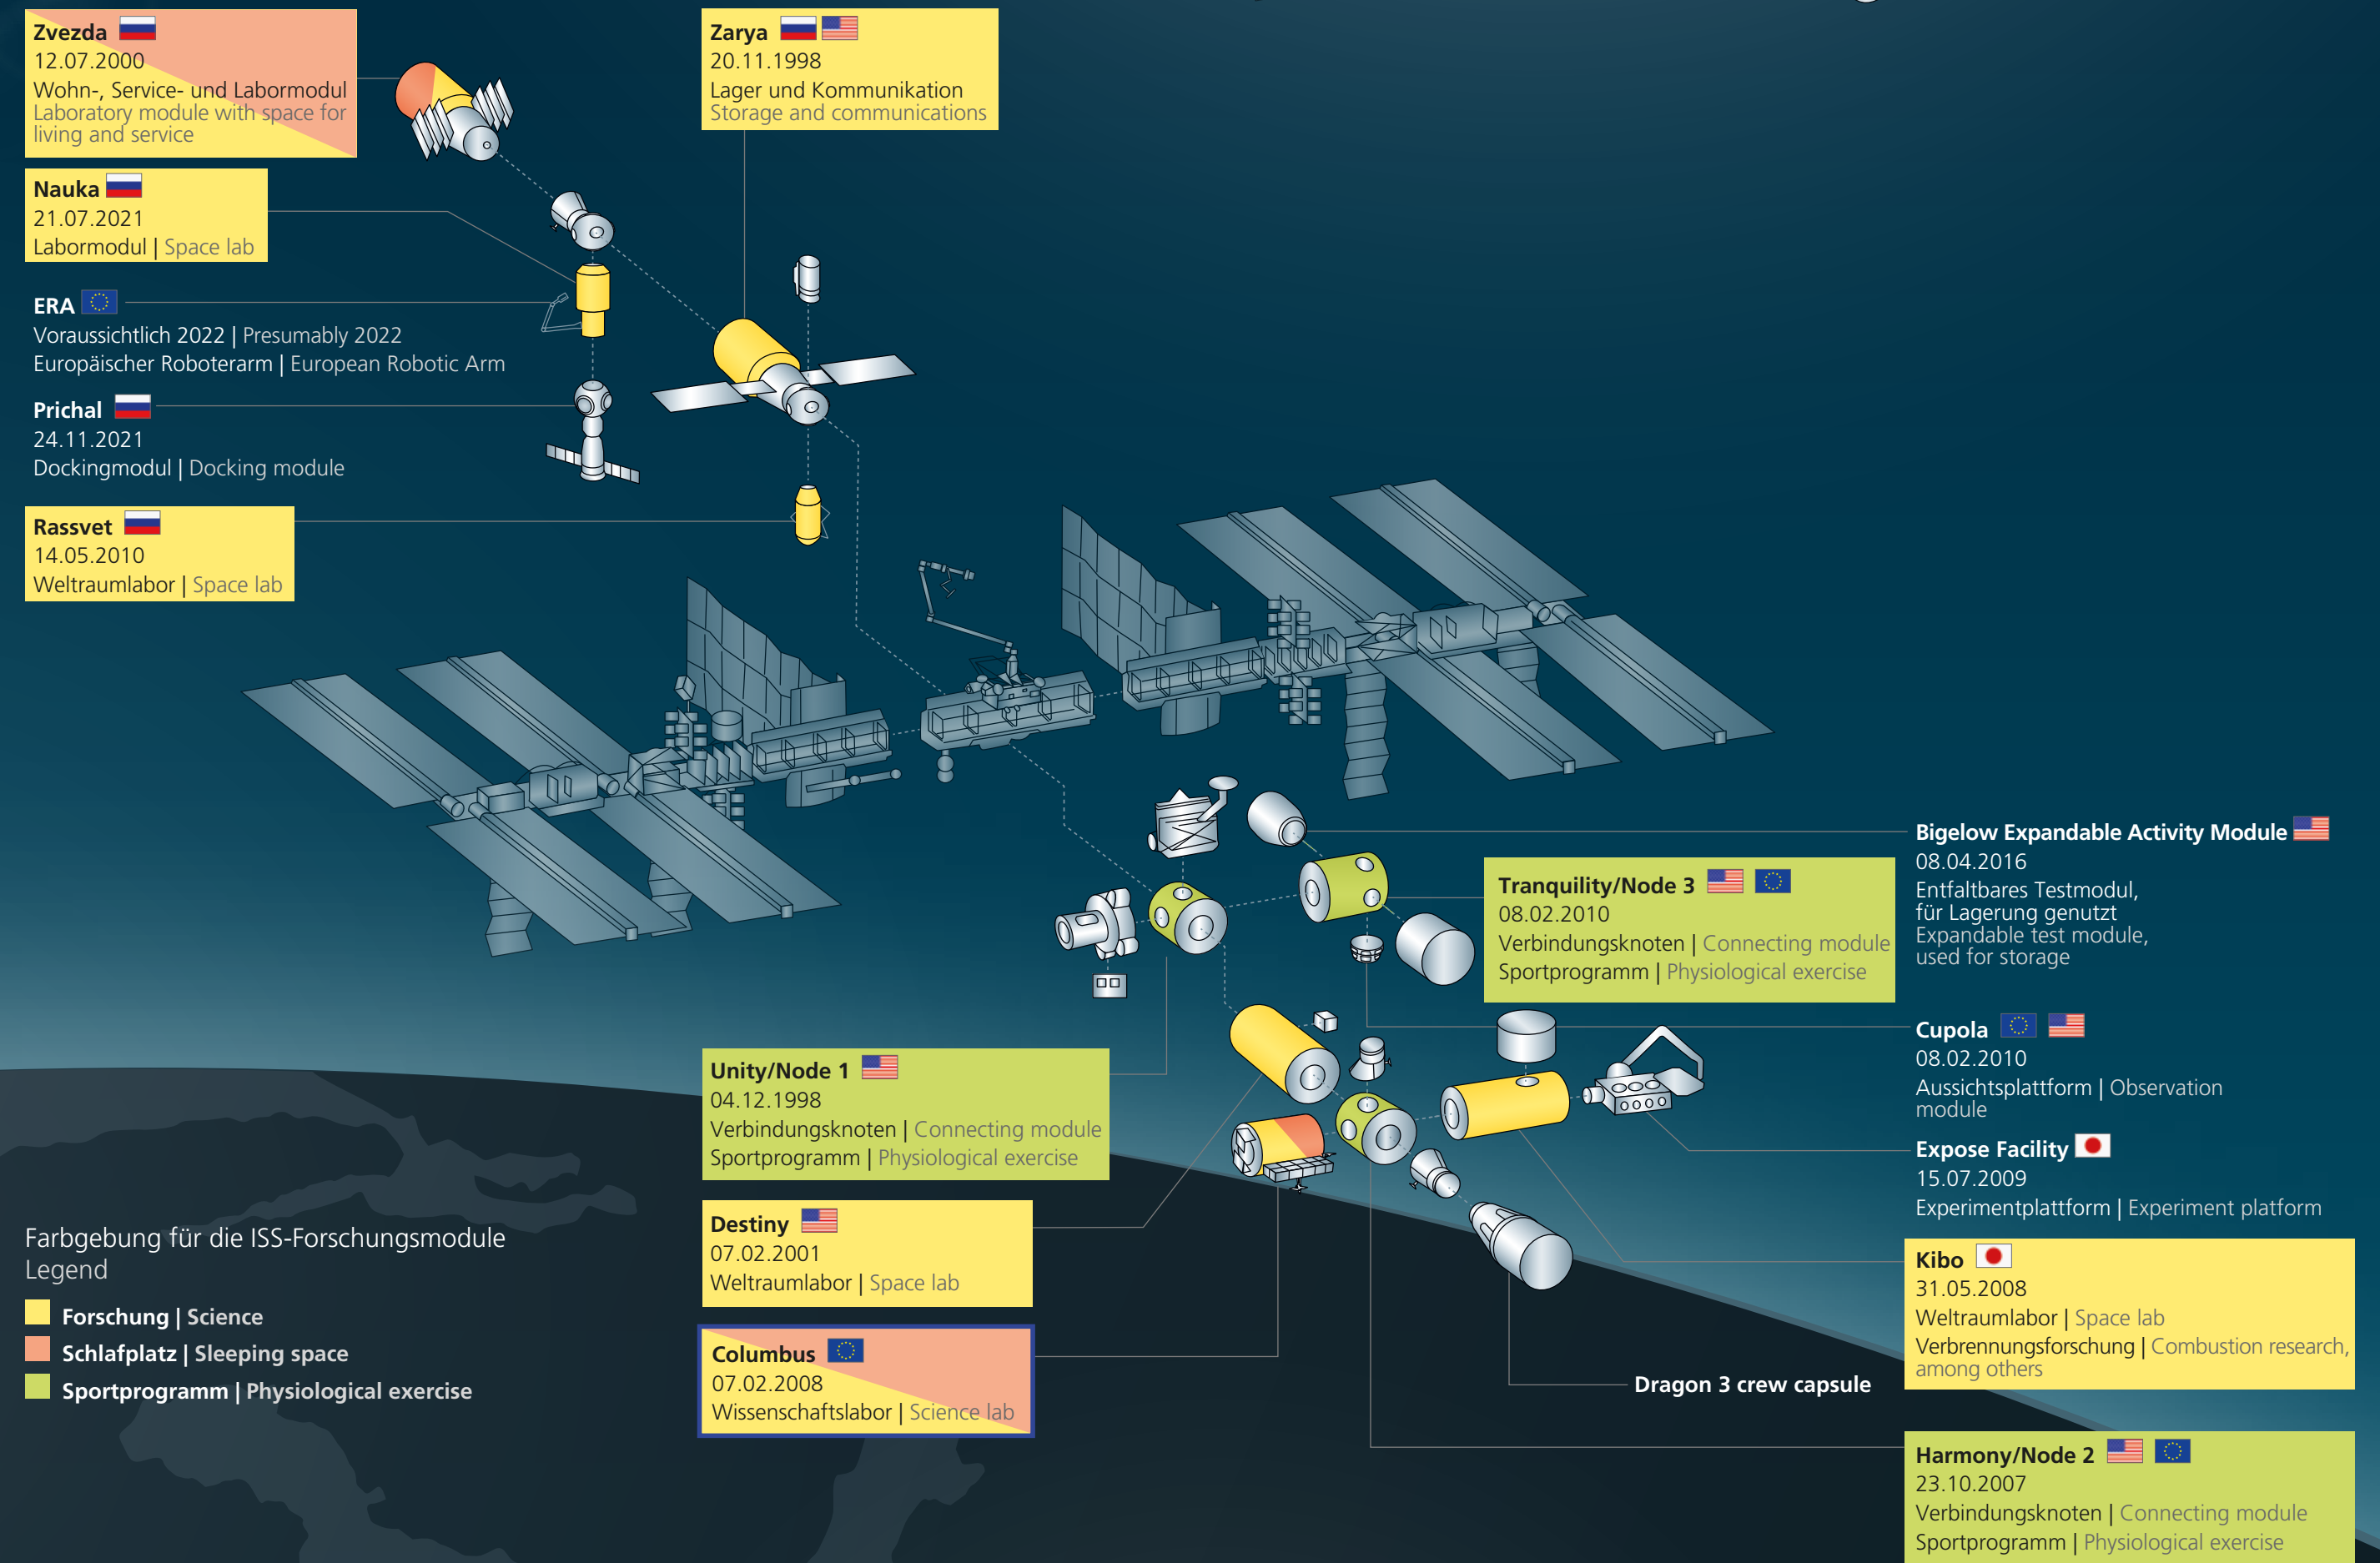 Zvezda
12.07.2000
Wohn-, Service- und Labormodul
Laboratory module with space for
living and service
Zarya
20.11.1998
Lager und Kommunikation
Storage and communications
Nauka
21.07.2021
Labormodul | Space lab
ERA
Voraussichtlich 2022 | Presumably 2022
Europäischer Roboterarm | European Robotic Arm
Prichal
24.11.2021
Dockingmodul | Docking module
Rassvet
14.05.2010
Weltraumlabor | Space lab
Bigelow Expandable Activity Module
08.04.2016
Entfaltbares Testmodul,
für Lagerung genutzt
Expandable test module,
used for storage
Tranquility/Node 3
08.02.2010
Verbindungsknoten | Connecting module
Sportprogramm | Physiological exercise
Cupola
08.02.2010
Aussichtsplattform | Observation
module
Expose Facility
15.07.2009
Experimentplattform | Experiment platform
Unity/Node 1
04.12.1998
Verbindungsknoten | Connecting module
Sportprogramm | Physiological exercise
Destiny
07.02.2001
Weltraumlabor | Space lab
Columbus
07.02.2008
Wissenschaftslabor | Science lab
Kibo
31.05.2008
Weltraumlabor | Space lab
Verbrennungsforschung | Combustion research,
among others
Dragon 3 crew capsule
Harmony/Node 2
23.10.2007
Verbindungsknoten | Connecting module
Sportprogramm | Physiological exercise
Farbgebung für die ISS-Forschungsmodule
Legend
Forschung | Science
Schlafplatz | Sleeping space
Sportprogramm | Physiological exercise